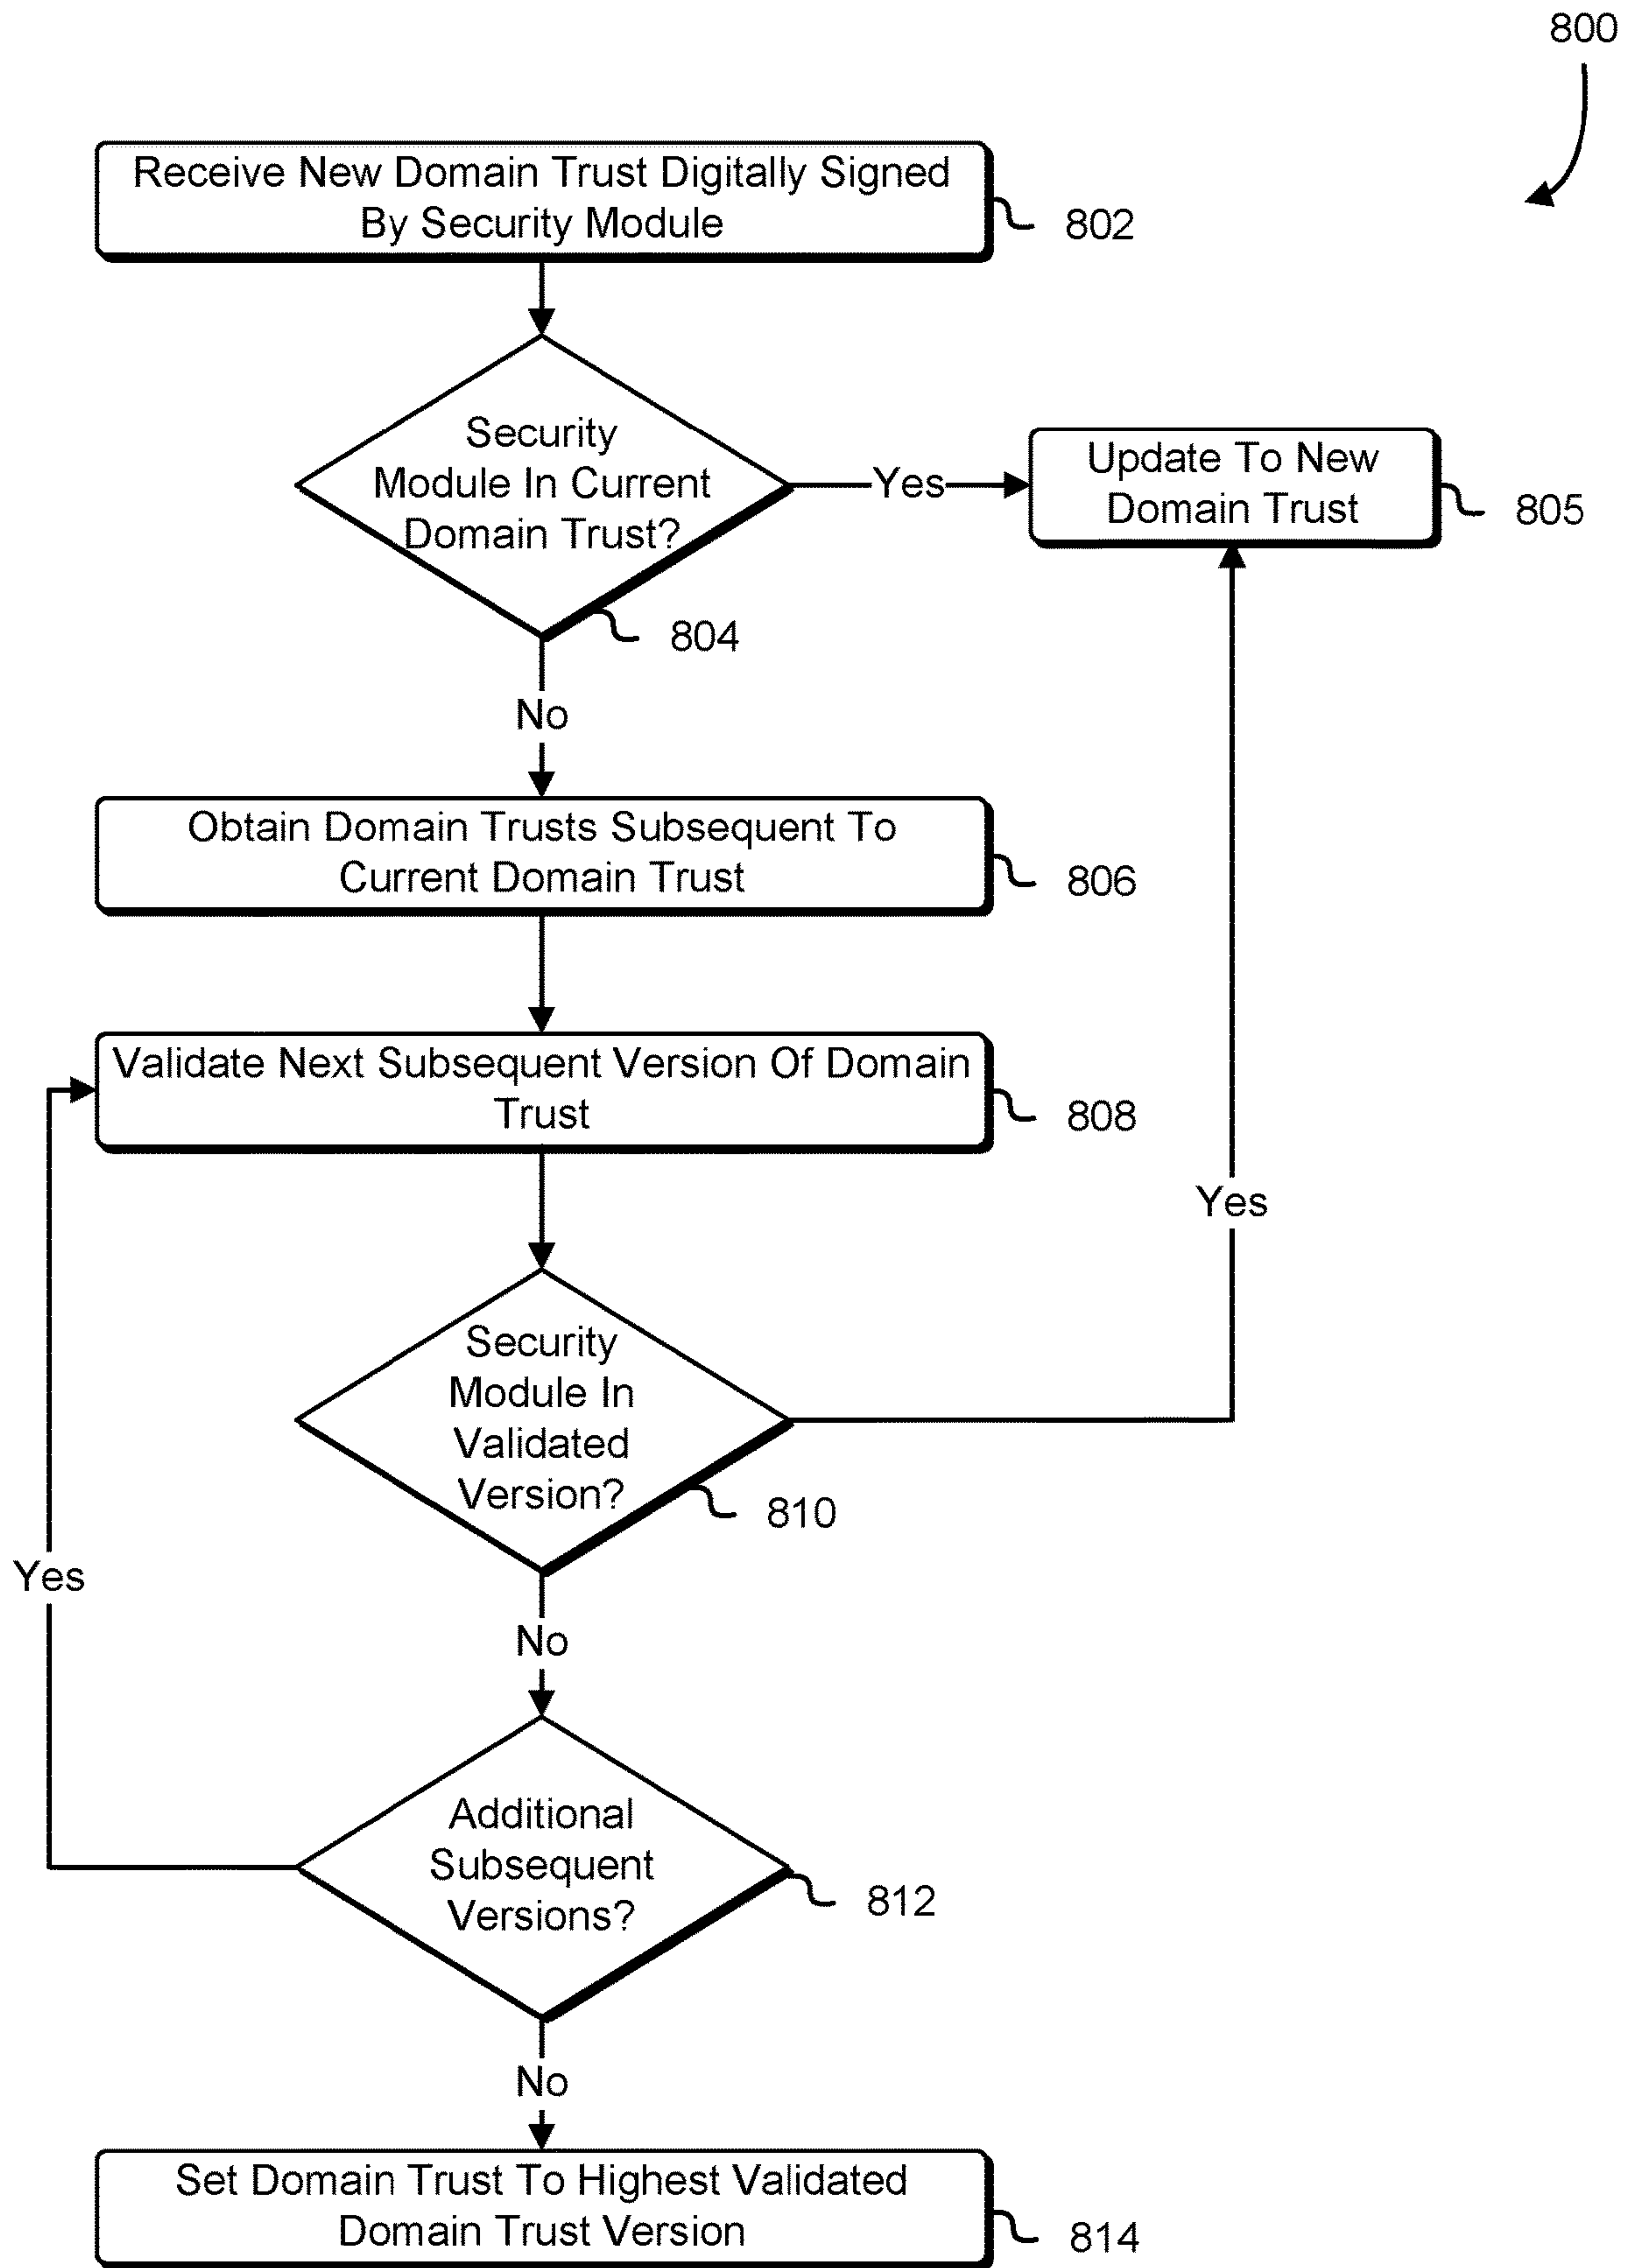 800
Receive New Domain Trust Digitally Signed
By Security Module
802
Security
Module In Current
Domain Trust?
Yes
Update To New
Domain Trust
805
804
No
Obtain Domain Trusts Subsequent To
Current Domain Trust
806
Validate Next Subsequent Version Of Domain
Trust
808
Yes
Security
Module In
Validated
Version?
810
Yes
No
Additional
Subsequent
Versions?
812
No
Set Domain Trust To Highest Validated
Domain Trust Version
814